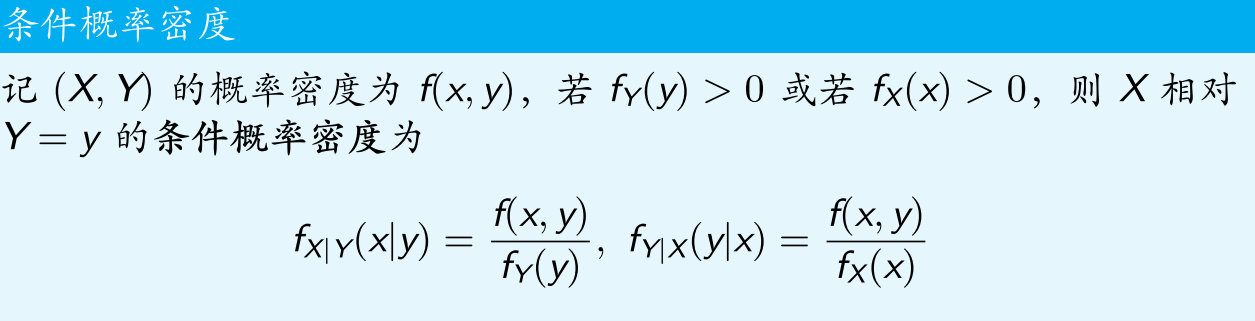 条件概率密度
记 (X, Y) 的概率密度为 f(x, y)，若 f_Y(y) > 0 或若 f_X(x) > 0，则 X 相对
Y = y 的条件概率密度为
f_{X|Y}(x|y) = \frac{f(x, y)}{f_Y(y)}, f_{Y|X}(y|x) = \frac{f(x, y)}{f_X(x)}